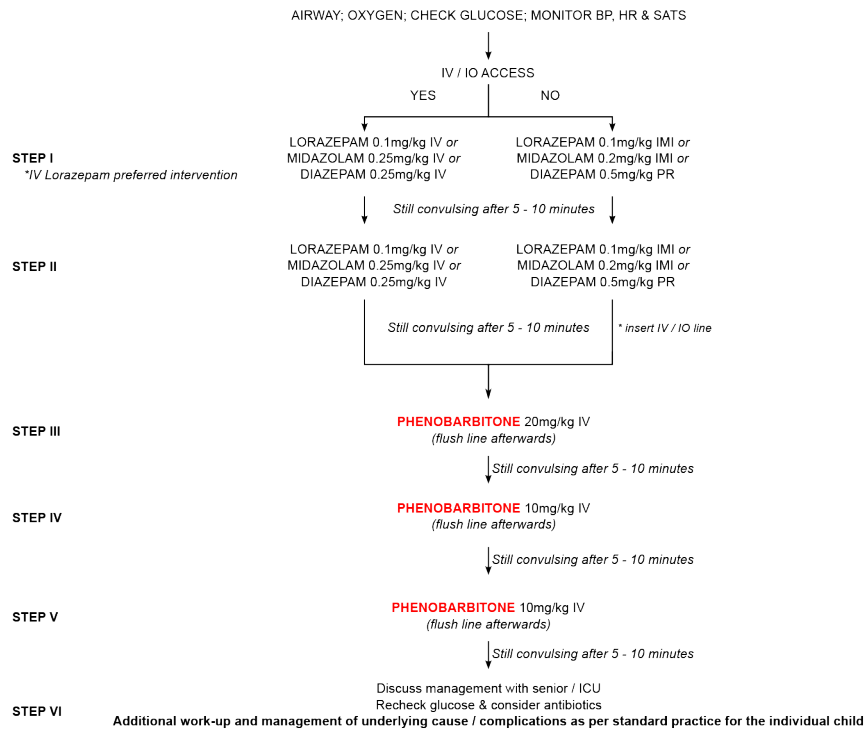 AIRWAY; OXYGEN; CHECK GLUCOSE; MONITOR BP, HR & SATS
IV / IO ACCESS
YES
NO
STEP I
*IV Lorazepam preferred intervention
LORAZEPAM 0.1mg/kg IV or
MIDAZOLAM 0.25mg/kg IV or
DIAZEPAM 0.25mg/kg IV
LORAZEPAM 0.1mg/kg IMI or
MIDAZOLAM 0.2mg/kg IMI or
DIAZEPAM 0.5mg/kg PR
Still convulsing after 5 - 10 minutes
STEP II
LORAZEPAM 0.1mg/kg IV or
MIDAZOLAM 0.25mg/kg IV or
DIAZEPAM 0.25mg/kg IV
LORAZEPAM 0.1mg/kg IMI or
MIDAZOLAM 0.2mg/kg IMI or
DIAZEPAM 0.5mg/kg PR
Still convulsing after 5 - 10 minutes
* insert IV / IO line
STEP III
PHENOBARBITONE 20mg/kg IV
(flush line afterwards)
Still convulsing after 5 - 10 minutes
STEP IV
PHENOBARBITONE 10mg/kg IV
(flush line afterwards)
Still convulsing after 5 - 10 minutes
STEP V
PHENOBARBITONE 10mg/kg IV
(flush line afterwards)
Still convulsing after 5 - 10 minutes
STEP VI
Discuss management with senior / ICU
Recheck glucose & consider antibiotics
Additional work-up and management of underlying cause / complications as per standard practice for the individual child